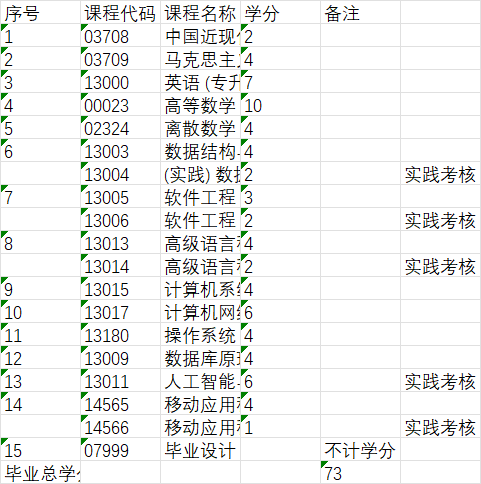 序号 课程代码 课程名称 学分 备注
1 03708 中国近现 2
2 03709 马克思主 4
3 13000 英语 (专升 7
4 00023 高等数学 10
5 02324 离散数学 4
6 13003 数据结构 4
13004 (实践) 数据 2 实践考核
7 13005 软件工程 3
13006 软件工程 2 实践考核
8 13013 高级语言程 4
13014 高级语言程 2 实践考核
9 13015 计算机系 4
10 13017 计算机网 6
11 13180 操作系统 4
12 13009 数据库原 4
13 13011 人工智能 6 实践考核
14 14565 移动应用 4
14566 移动应用 1 实践考核
15 07999 毕业设计 不计学分
毕业总学分 73